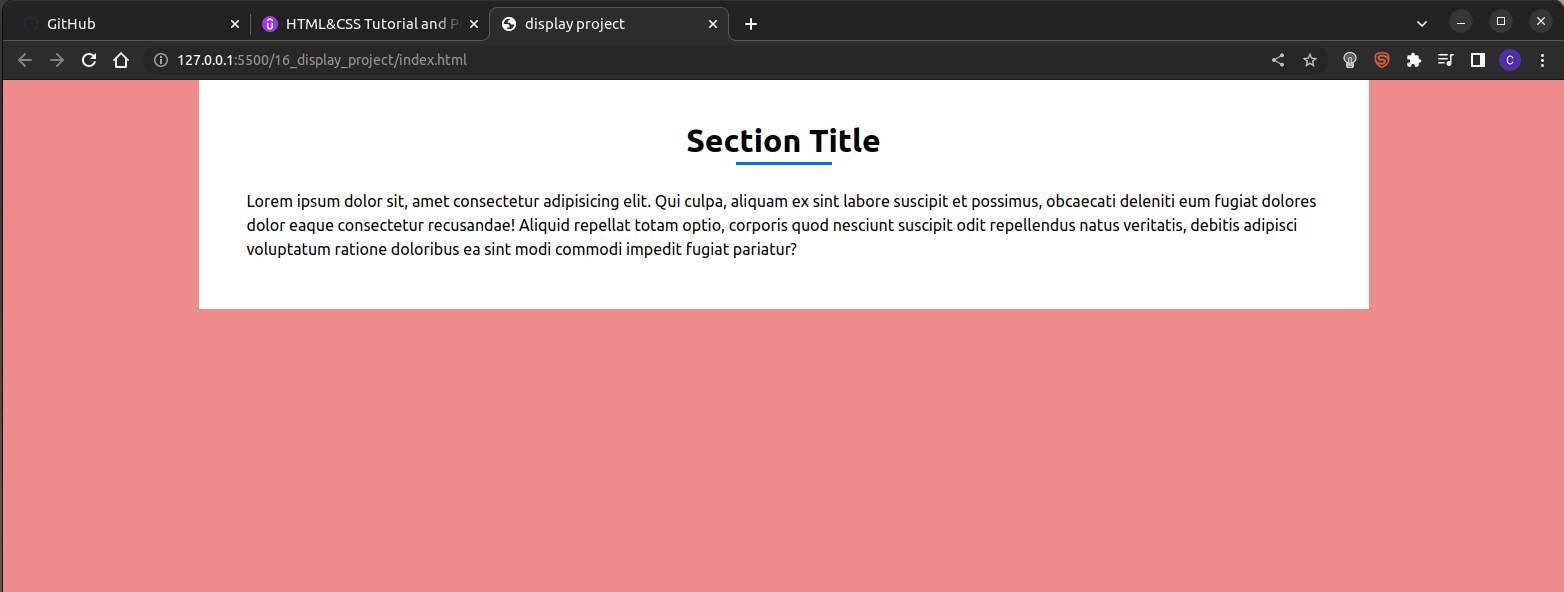 GitHub
HTML&CSS Tutorial and
display project
127.0.0.1:5500/16_display_project/index.html
C
Section Title
Lorem ipsum dolor sit, amet consectetur adipisicing elit. Qui culpa, aliquam ex sint labore suscipit et possimus, obcaecati deleniti eum fugiat dolores
dolor eaque consectetur recusandae! Aliquid repellat totam optio, corporis quod nesciunt suscipit odit repellendus natus veritatis, debitis adipisci
voluptatum ratione doloribus ea sint modi commodi impedit fugiat pariatur?